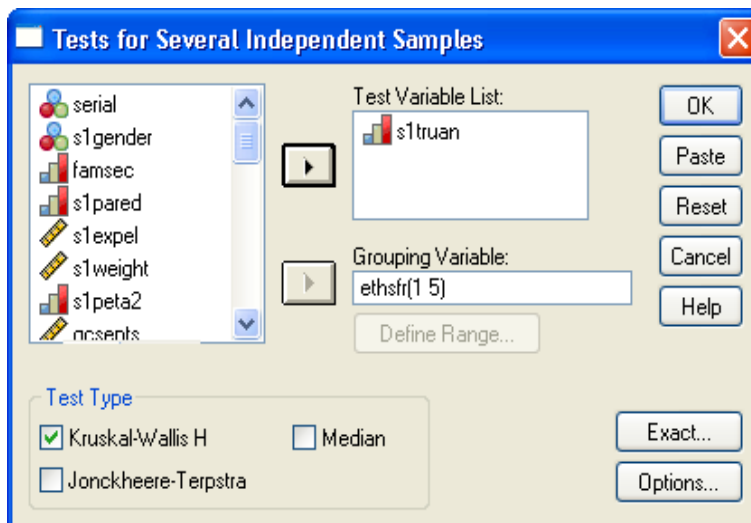 Tests for Several Independent Samples
serial
s1gender
famsec
s1pared
s1expel
s1weight
s1peta2
Test Variable List:
s1truan
Grouping Variable:
ethsfr(1 5)
Define Range...
OK
Paste
Reset
Cancel
Help
Test Type
Kruskal-Wallis H
Median
Jonckheere-Terpstra
Exact...
Options...